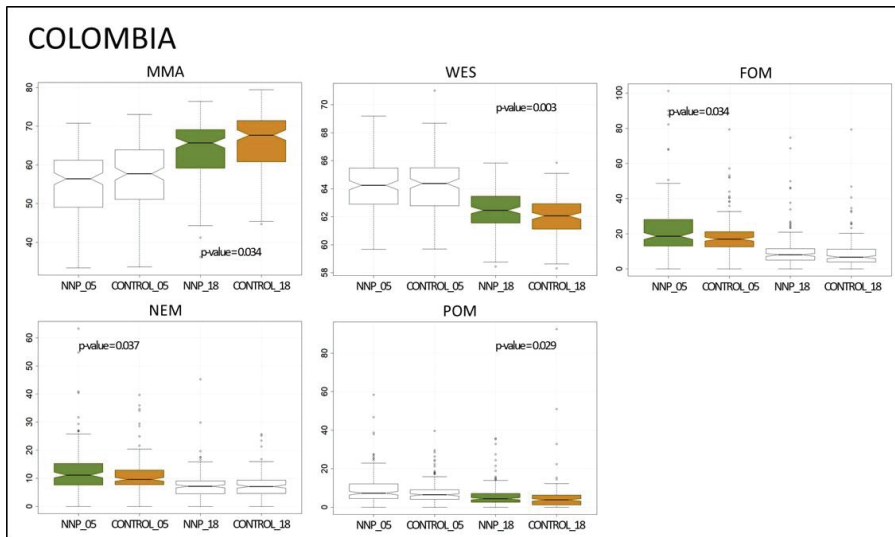 COLOMBIA
MMA
80
70
60
50
40
p-value=0.034
NNP_05 CONTROL_05 NNP_18 CONTROL_18
WES
70
68
66
64
62
60
58
p-value=0.003
NNP_05 CONTROL_05 NNP_18 CONTROL_18
FOM
100
80
60
40
20
0
p-value=0.034
NNP_05 CONTROL_05 NNP_18 CONTROL_18
NEM
60
50
40
30
20
10
0
p-value=0.037
NNP_05 CONTROL_05 NNP_18 CONTROL_18
POM
80
60
40
20
0
p-value=0.029
NNP_05 CONTROL_05 NNP_18 CONTROL_18